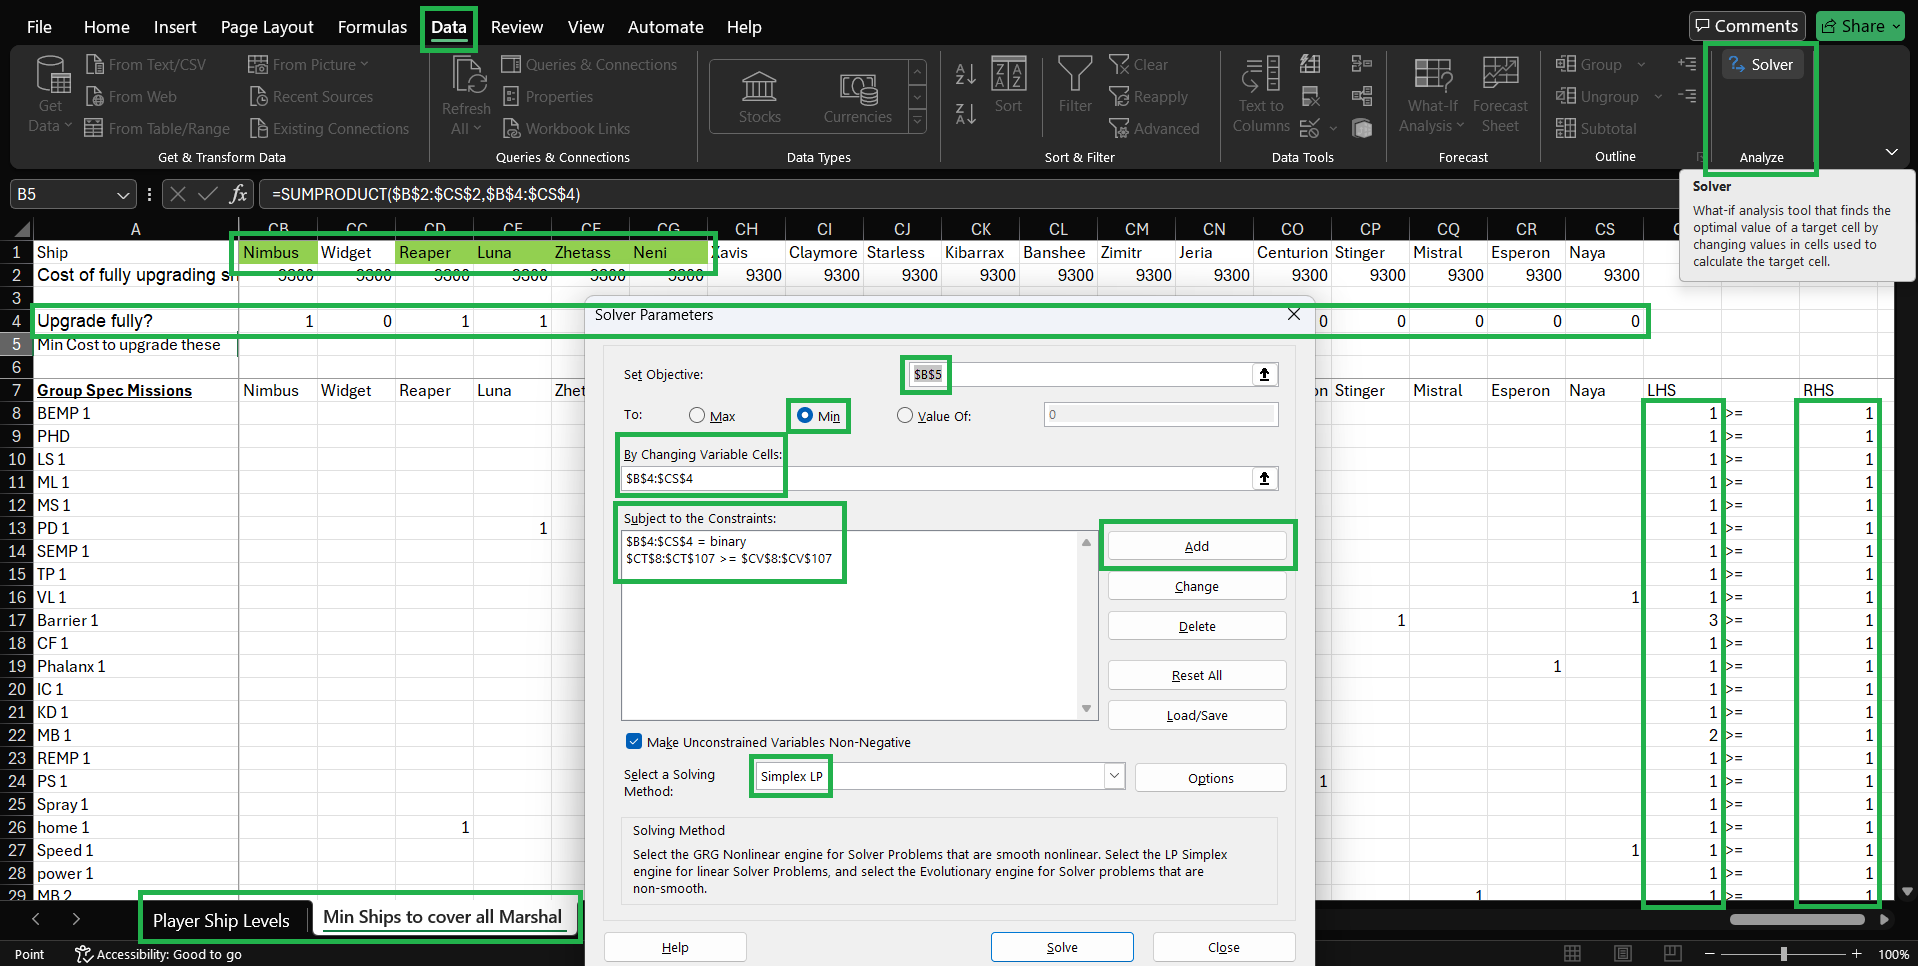 File Home Insert Page Layout Formulas Data Review View Automate Help Comments Share
Get Data
From Text/CSV
From Web
From Table/Range
From Picture
Recent Sources
Existing Connections
Get & Transform Data
Refresh All
Queries & Connections
Properties
Workbook Links
Queries & Connections
Stocks
Currencies
Data Types
Sort
Filter
Clear
Reapply
Advanced
Sort & Filter
Text to Columns
Data Tools
What-If Analysis
Forecast Sheet
Forecast
Group
Ungroup
Subtotal
Outline
Solver
Analyze
Solver
What-if analysis tool that finds the
optimal value of a target cell by
changing values in cells used to
calculate the target cell.
B5 fx =SUMPRODUCT($B$2:$CS$2,$B$4:$CS$4)
A CB CC CD CE CF CG CH CI CJ CK CL CM CN CO CP CQ CR CS
1 Ship Nimbus Widget Reaper Luna Zhetass Neni Xavis Claymore Starless Kibarrax Banshee Zimitr Jeria Centurion Stinger Mistral Esperon Naya
2 Cost of fully upgrading 9300 9300 9300 9300 9300 9300 9300 9300 9300 9300 9300 9300 9300 9300 9300 9300 9300 9300
3
4 Upgrade fully? 1 0 1 1 0 0 0 0 0
5 Min Cost to upgrade these
6
7 Group Spec Missions Nimbus Widget Reaper Luna Zhet on Stinger Mistral Esperon Naya LHS RHS
8 BEMP 1 1 >= 1
9 PHD 1 >= 1
10 LS 1 1 >= 1
11 ML 1 1 >= 1
12 MS 1 1 >= 1
13 PD 1 1 1 >= 1
14 SEMP 1 1 >= 1
15 TP 1 1 >= 1
16 VL 1 1 1 >= 1
17 Barrier 1 1 3 >= 1
18 CF 1 1 >= 1
19 Phalanx 1 1 1 >= 1
20 IC 1 1 >= 1
21 KD 1 1 >= 1
22 MB 1 2 >= 1
23 REMP 1 1 >= 1
24 PS 1 1 1 >= 1
25 Spray 1 1 >= 1
26 home 1 1 1 >= 1
27 Speed 1 1 1 >= 1
28 power 1 1 >= 1
29 MB 2 1 1 >= 1
Solver Parameters
Set Objective: $B$5
To: Max Min Value Of: 0
By Changing Variable Cells:
$B$4:$CS$4
Subject to the Constraints:
$B$4:$CS$4 = binary
$CT$8:$CT$107 >= $CV$8:$CV$107
Add
Change
Delete
Reset All
Load/Save
Make Unconstrained Variables Non-Negative
Select a Solving
Method:
Simplex LP
Options
Solving Method
Select the GRG Nonlinear engine for Solver Problems that are smooth nonlinear. Select the LP Simplex
engine for linear Solver Problems, and select the Evolutionary engine for Solver problems that are
non-smooth.
Help Solve Close
Player Ship Levels Min Ships to cover all Marshal
Point Accessibility: Good to go 100%